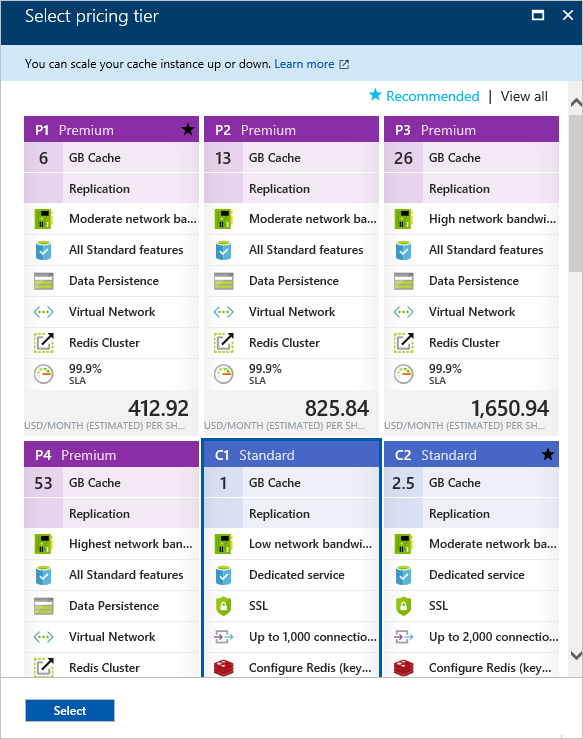 Select pricing tier
You can scale your cache instance up or down. Learn more
Recommended | View all
P1 Premium
6 GB Cache
Replication
Moderate network ba...
All Standard features
Data Persistence
Virtual Network
Redis Cluster
99.9%
SLA
412.92
USD/MONTH (ESTIMATED) PER SH...
P2 Premium
13 GB Cache
Replication
Moderate network ba...
All Standard features
Data Persistence
Virtual Network
Redis Cluster
99.9%
SLA
825.84
USD/MONTH (ESTIMATED) PER SH...
P3 Premium
26 GB Cache
Replication
High network bandwi...
All Standard features
Data Persistence
Virtual Network
Redis Cluster
99.9%
SLA
1,650.94
USD/MONTH (ESTIMATED) PER SH...
P4 Premium
53 GB Cache
Replication
Highest network ban...
All Standard features
Data Persistence
Virtual Network
Redis Cluster
C1 Standard
1 GB Cache
Replication
Low network bandwi...
Dedicated service
SSL
Up to 1,000 connectio...
Configure Redis (key...
C2 Standard
2.5 GB Cache
Replication
Moderate network ba...
Dedicated service
SSL
Up to 2,000 connectio...
Configure Redis (key...
Select